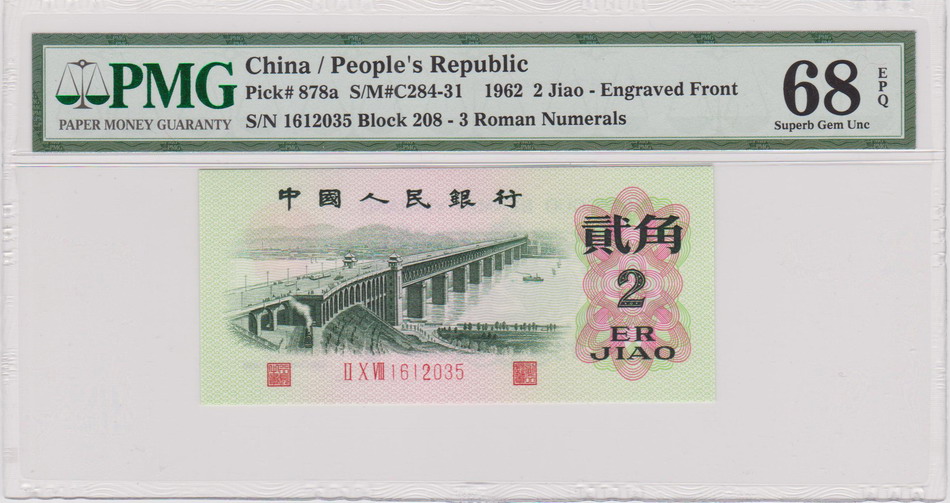 PMG
PAPER MONEY GUARANTY
China / People's Republic
Pick# 878a S/M#C284-31 1962 2 Jiao - Engraved Front
S/N 1612035 Block 208 - 3 Roman Numerals
68
EPQ
Superb Gem Unc
中國人民銀行
貳角
2
ER
JIAO
II X VIII 1612035